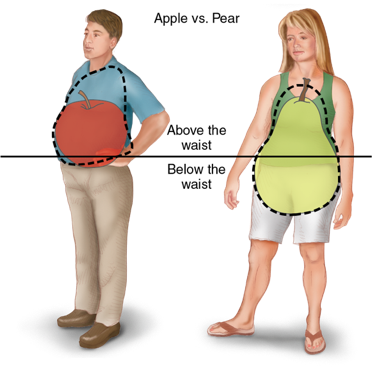 Apple vs. Pear
Above the
waist
Below the
waist